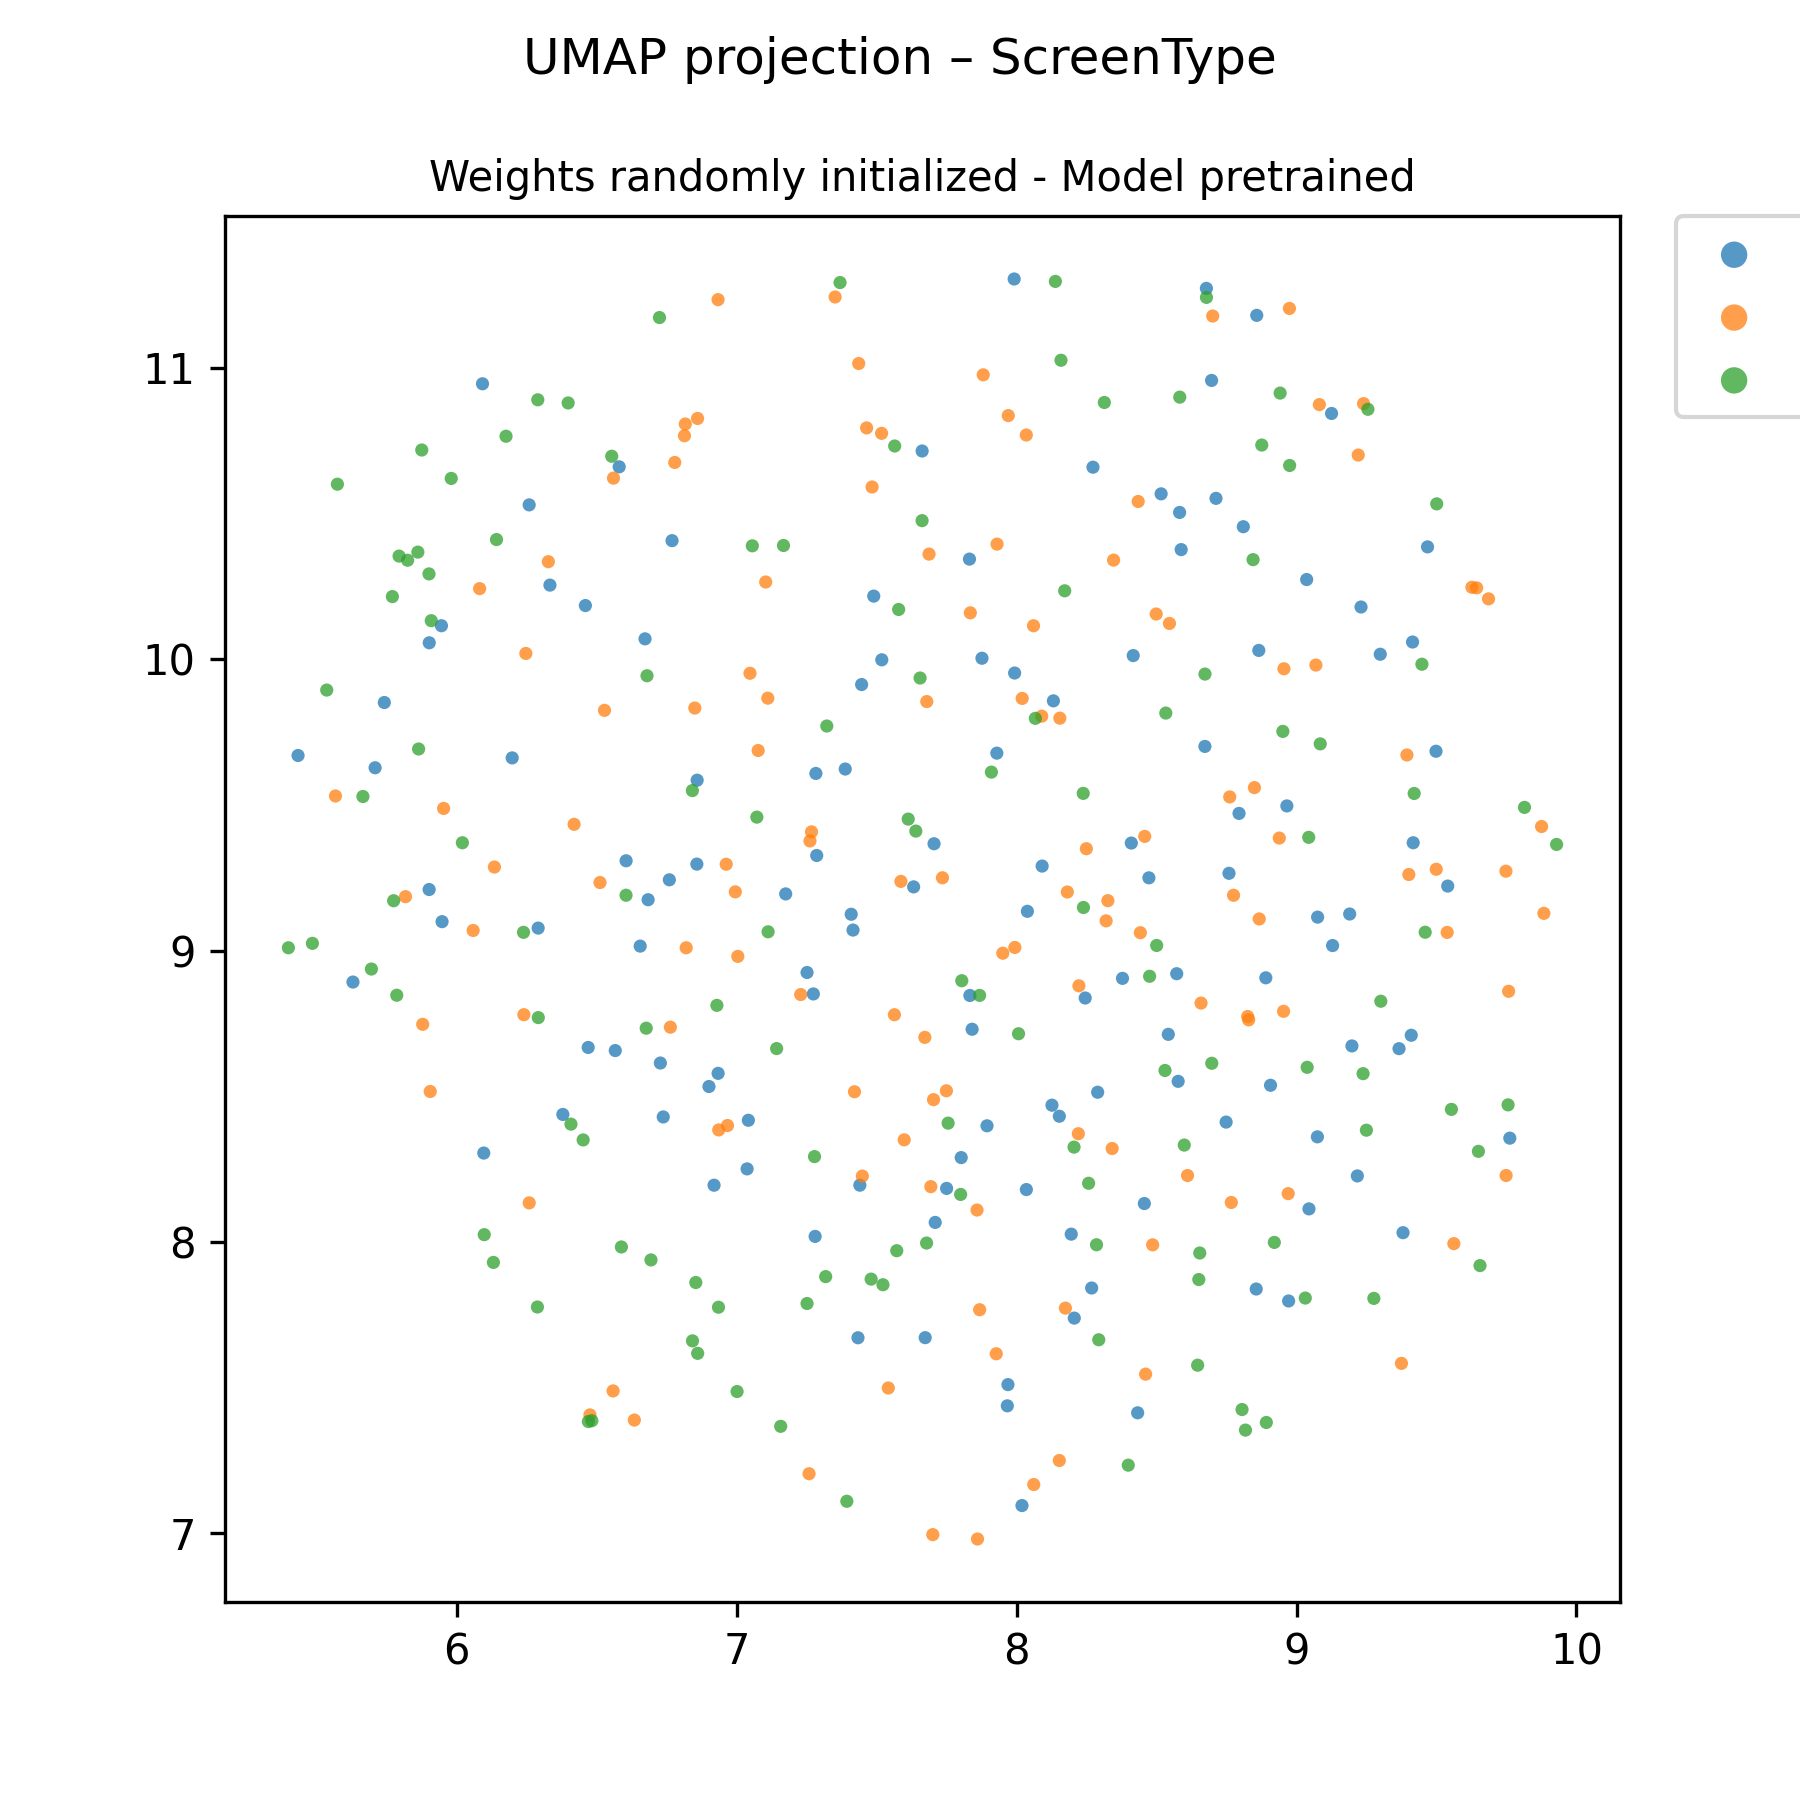 UMAP projection – ScreenType
Weights randomly initialized - Model pretrained
11
10
9
8
7
6 7 8 9 10